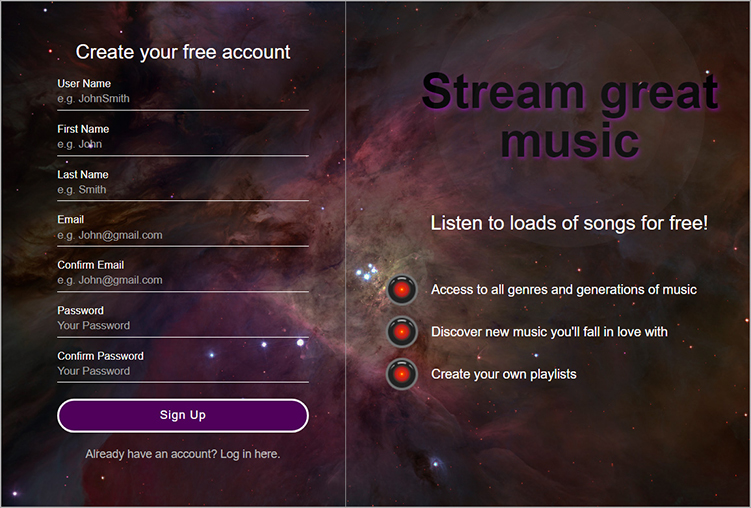 Create your free account
User Name
e.g. JohnSmith
First Name
e.g. John
Last Name
e.g. Smith
Email
e.g. John@gmail.com
Confirm Email
e.g. John@gmail.com
Password
Your Password
Confirm Password
Your Password
Sign Up
Already have an account? Log in here.
Stream great
music
Listen to loads of songs for free!
Access to all genres and generations of music
Discover new music you'll fall in love with
Create your own playlists